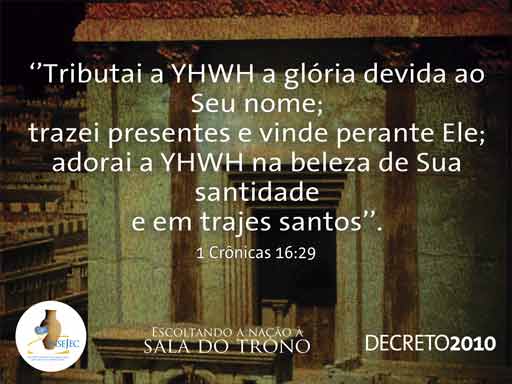 ‘’Tributai a YHWH a glória devida ao
Seu nome;
trazei presentes e vinde perante Ele;
adorai a YHWH na beleza de Sua
santidade
e em trajes santos’’.
1 Crônicas 16:29
SEJEC
ESCOLTANDO A NAÇÃO A
SALA DO TRONO
DECRETO2010